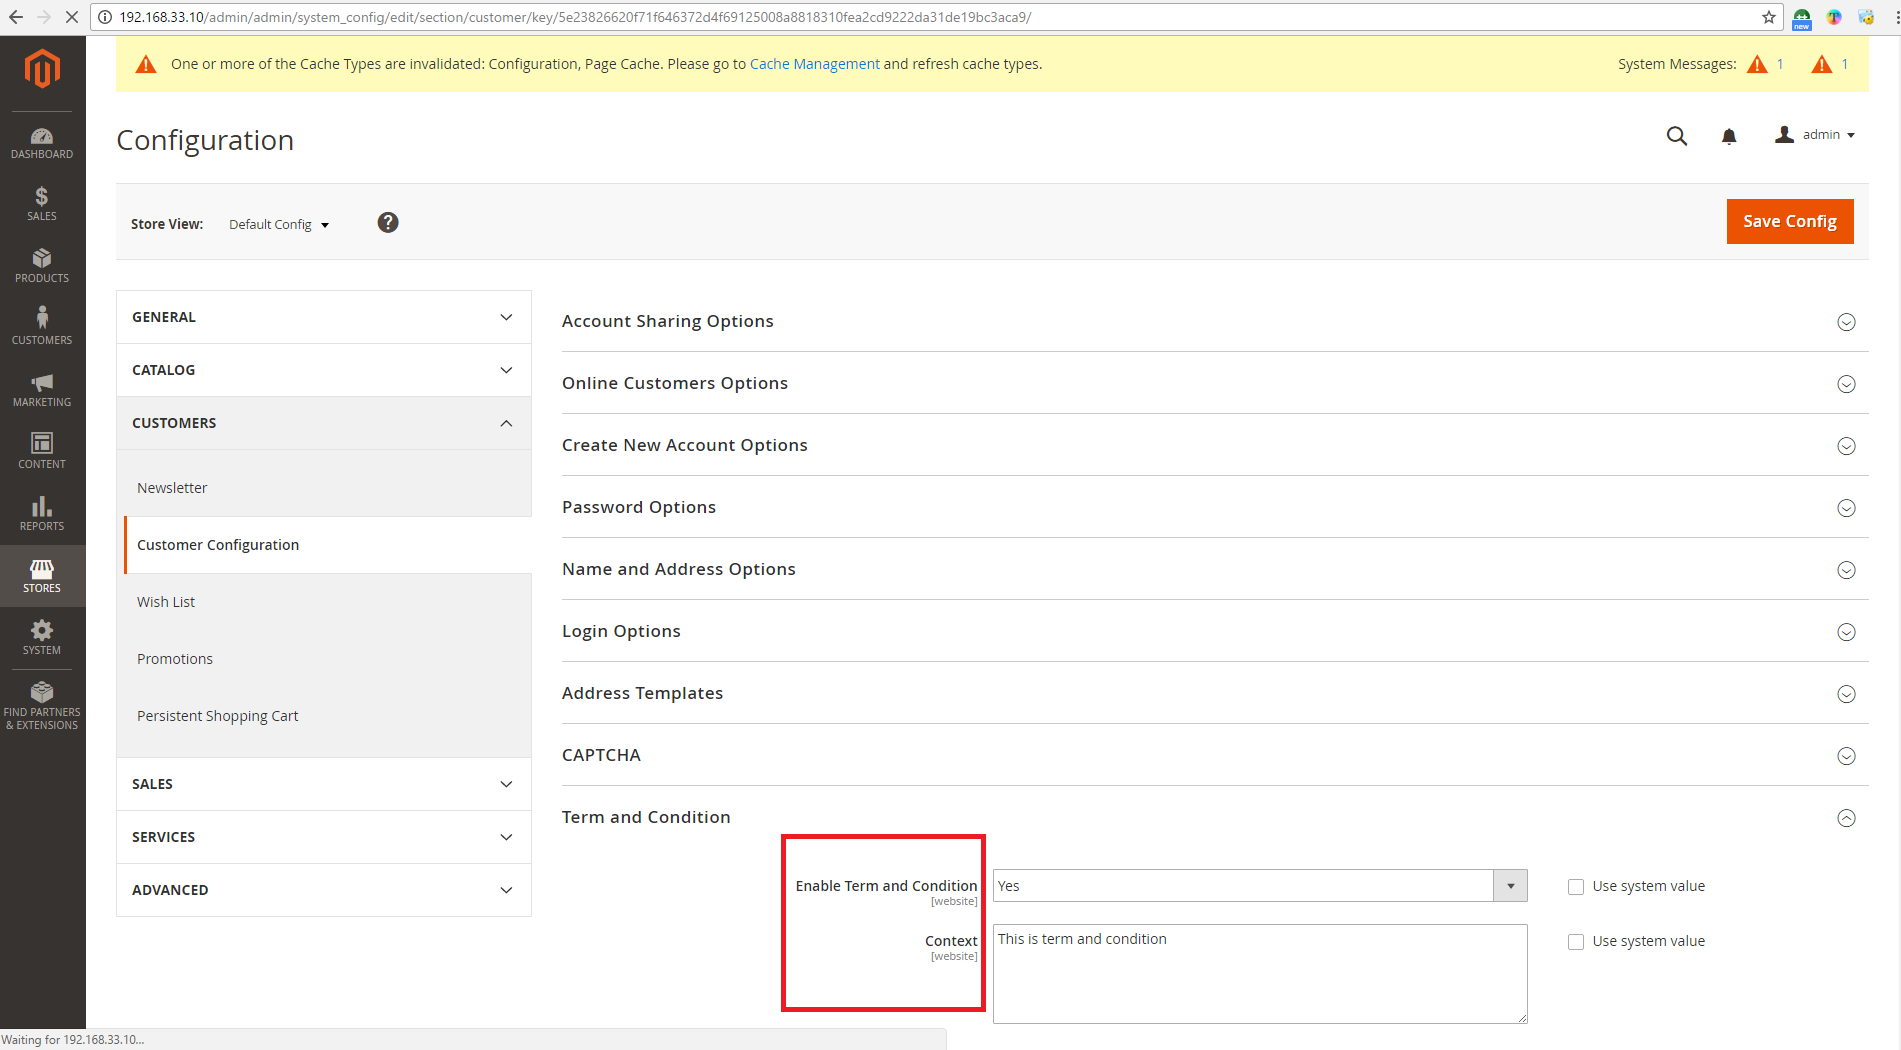 192.168.33.10/admin/admin/system_config/edit/section/customer/key/5e23826620f71f646372d4f69125008a8818310fea2cd9222da31de19bc3aca9/
new
One or more of the Cache Types are invalidated: Configuration, Page Cache. Please go to Cache Management and refresh cache types.
System Messages: 1 1
Configuration
admin
Store View: Default Config
Save Config
DASHBOARD
SALES
PRODUCTS
CUSTOMERS
MARKETING
CONTENT
REPORTS
STORES
SYSTEM
FIND PARTNERS
& EXTENSIONS
GENERAL
CATALOG
CUSTOMERS
Newsletter
Customer Configuration
Wish List
Promotions
Persistent Shopping Cart
SALES
SERVICES
ADVANCED
Account Sharing Options
Online Customers Options
Create New Account Options
Password Options
Name and Address Options
Login Options
Address Templates
CAPTCHA
Term and Condition
Enable Term and Condition Yes Use system value
[website]
Context This is term and condition Use system value
[website]
Waiting for 192.168.33.10...